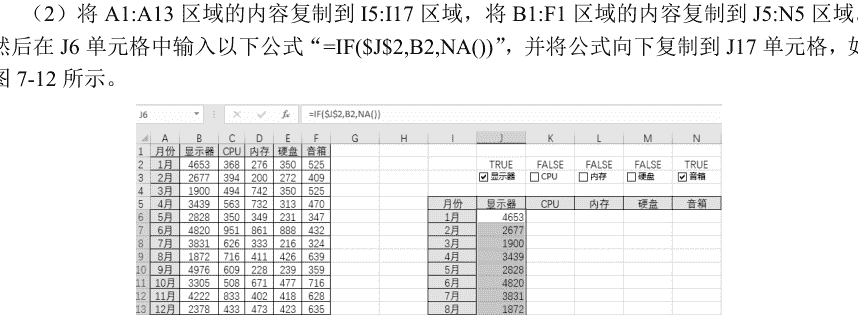 （2）将 A1:A13 区域的内容复制到 I5:I17 区域，将 B1:F1 区域的内容复制到 J5:N5 区域，
然后在 J6 单元格中输入以下公式“=IF($J$2,B2,NA())”，并将公式向下复制到 J17 单元格，如
图 7-12 所示。
J6 =IF($J$2,B2,NA())
A B C D E F G H I J K L M N
1 月份 显示器 CPU 内存 硬盘 音箱
2 1月 4653 368 276 350 525 TRUE FALSE FALSE FALSE TRUE
3 2月 2677 394 200 272 409 显示器 CPU 内存 硬盘 音箱
4 3月 1900 494 742 350 525
5 4月 3439 563 732 313 470 月份 显示器 CPU 内存 硬盘 音箱
6 5月 2828 350 349 231 347 1月 4653
7 6月 4820 951 861 888 432 2月 2677
8 7月 3831 626 333 216 324 3月 1900
9 8月 1872 716 411 426 639 4月 3439
10 9月 4976 609 228 239 359 5月 2828
11 10月 3305 508 671 477 716 6月 4820
12 11月 4222 833 402 418 628 7月 3831
13 12月 2378 433 473 423 635 8月 1872